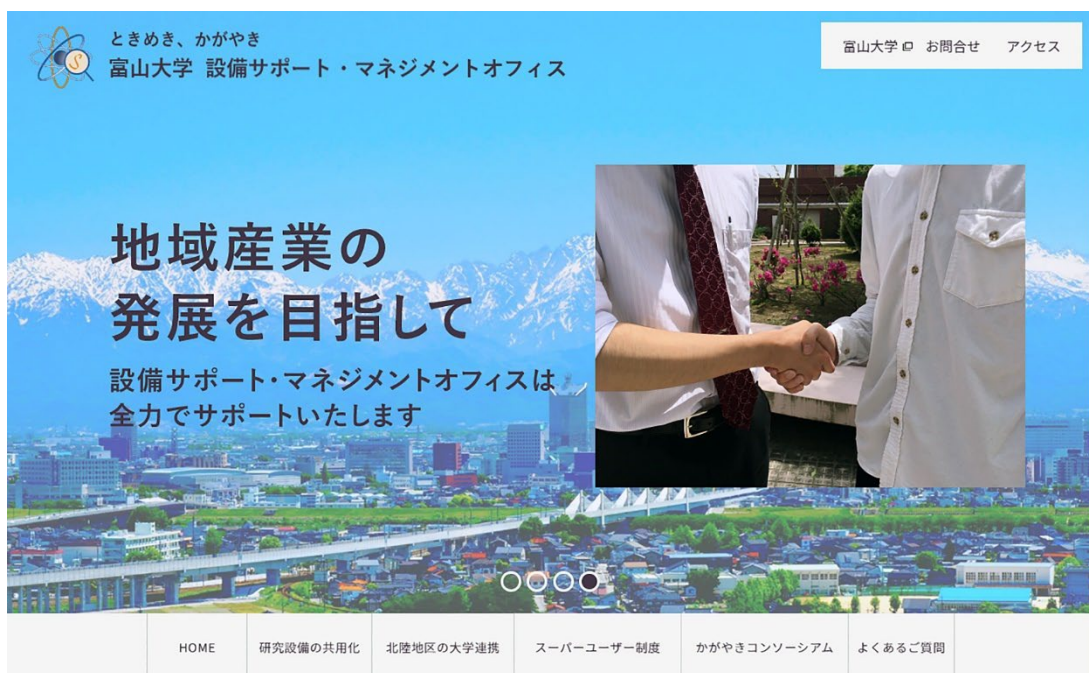 ときめき、かがやき
富山大学 設備サポート・マネジメントオフィス
富山大学 お問合せ アクセス
地域産業の
発展を目指して
設備サポート・マネジメントオフィスは
全力でサポートいたします
HOME 研究設備の共用化 北陸地区の大学連携 スーパーユーザー制度 かがやきコンソーシアム よくあるご質問